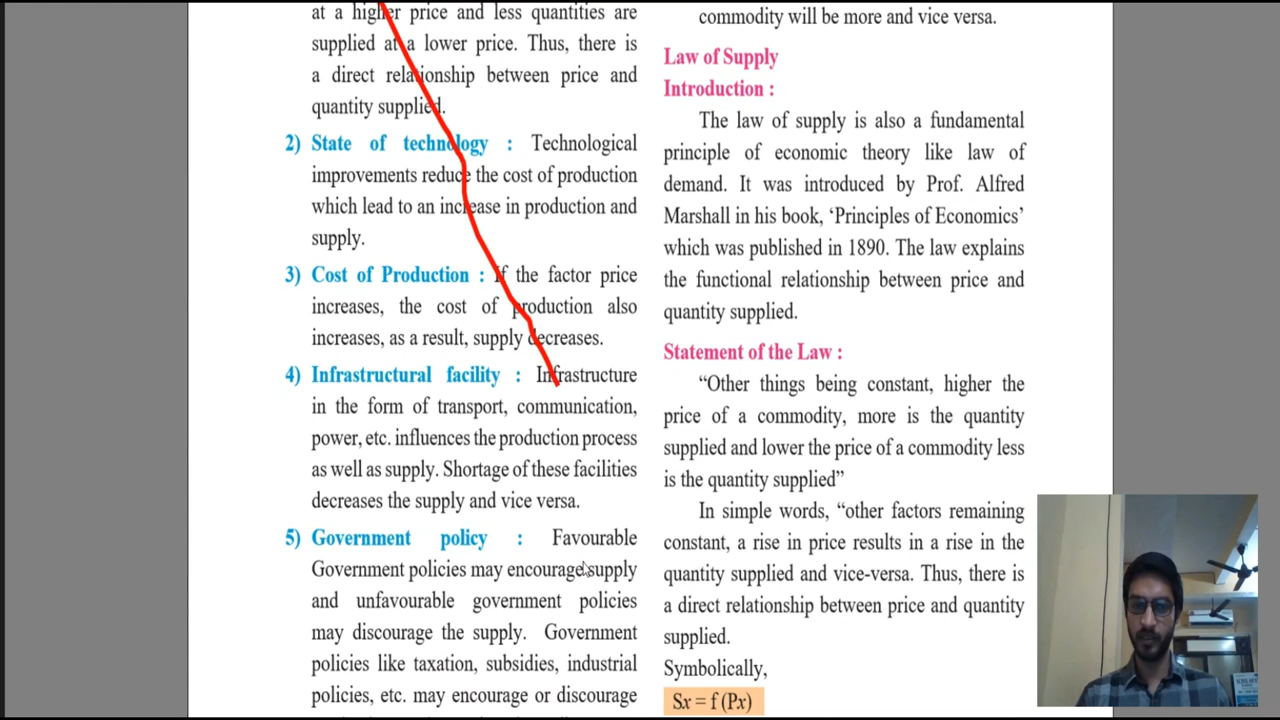 at a higher price and less quantities are
supplied at a lower price. Thus, there is
a direct relationship between price and
quantity supplied.
2) State of technology : Technological
improvements reduce the cost of production
which lead to an increase in production and
supply.
3) Cost of Production : If the factor price
increases, the cost of production also
increases, as a result, supply decreases.
4) Infrastructural facility : Infrastructure
in the form of transport, communication,
power, etc. influences the production process
as well as supply. Shortage of these facilities
decreases the supply and vice versa.
5) Government policy : Favourable
Government policies may encourage supply
and unfavourable government policies
may discourage the supply. Government
policies like taxation, subsidies, industrial
policies, etc. may encourage or discourage
commodity will be more and vice versa.
Law of Supply
Introduction :
The law of supply is also a fundamental
principle of economic theory like law of
demand. It was introduced by Prof. Alfred
Marshall in his book, ‘Principles of Economics’
which was published in 1890. The law explains
the functional relationship between price and
quantity supplied.
Statement of the Law :
“Other things being constant, higher the
price of a commodity, more is the quantity
supplied and lower the price of a commodity less
is the quantity supplied”
In simple words, “other factors remaining
constant, a rise in price results in a rise in the
quantity supplied and vice-versa. Thus, there is
a direct relationship between price and quantity
supplied.
Symbolically,
Sx = f (Px)